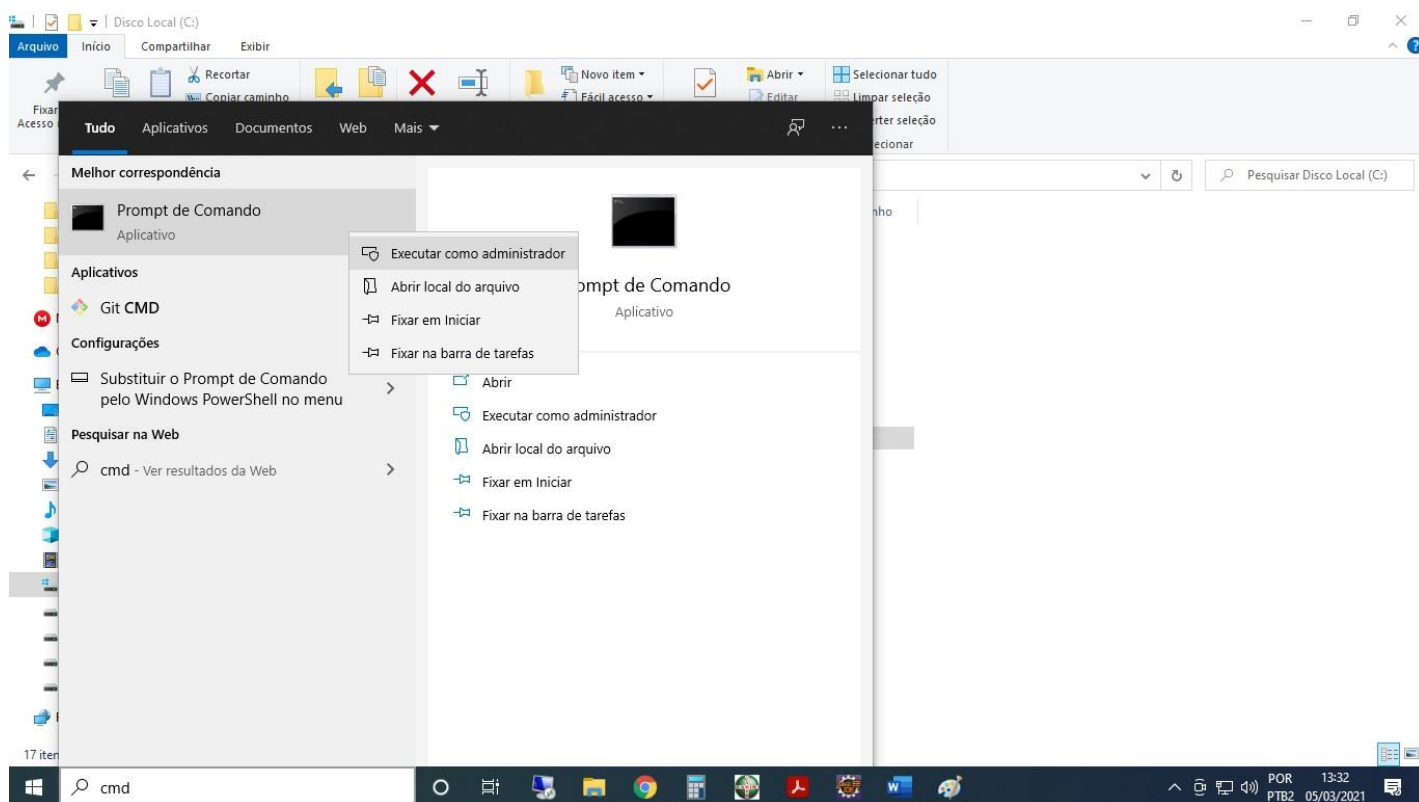 Disco Local (C:)
Arquivo Início Compartilhar Exibir
Recortar
Copiar caminho
Novo item
Fácil acesso
Abrir
Editar
Selecionar tudo
Limpar seleção
Fixar
Acesso
Tudo Aplicativos Documentos Web Mais
Melhor correspondência
Prompt de Comando
Aplicativo
Executar como administrador
Abrir local do arquivo
Fixar em Iniciar
Fixar na barra de tarefas
Aplicativos
Git CMD
Configurações
Substituir o Prompt de Comando
pelo Windows PowerShell no menu
Pesquisar na Web
cmd - Ver resultados da Web
de Comando
Aplicativo
Abrir
Executar como administrador
Abrir local do arquivo
Fixar em Iniciar
Fixar na barra de tarefas
seleção
Pesquisar Disco Local (C:)
17
cmd
POR 13:32
PTB2 05/03/2021